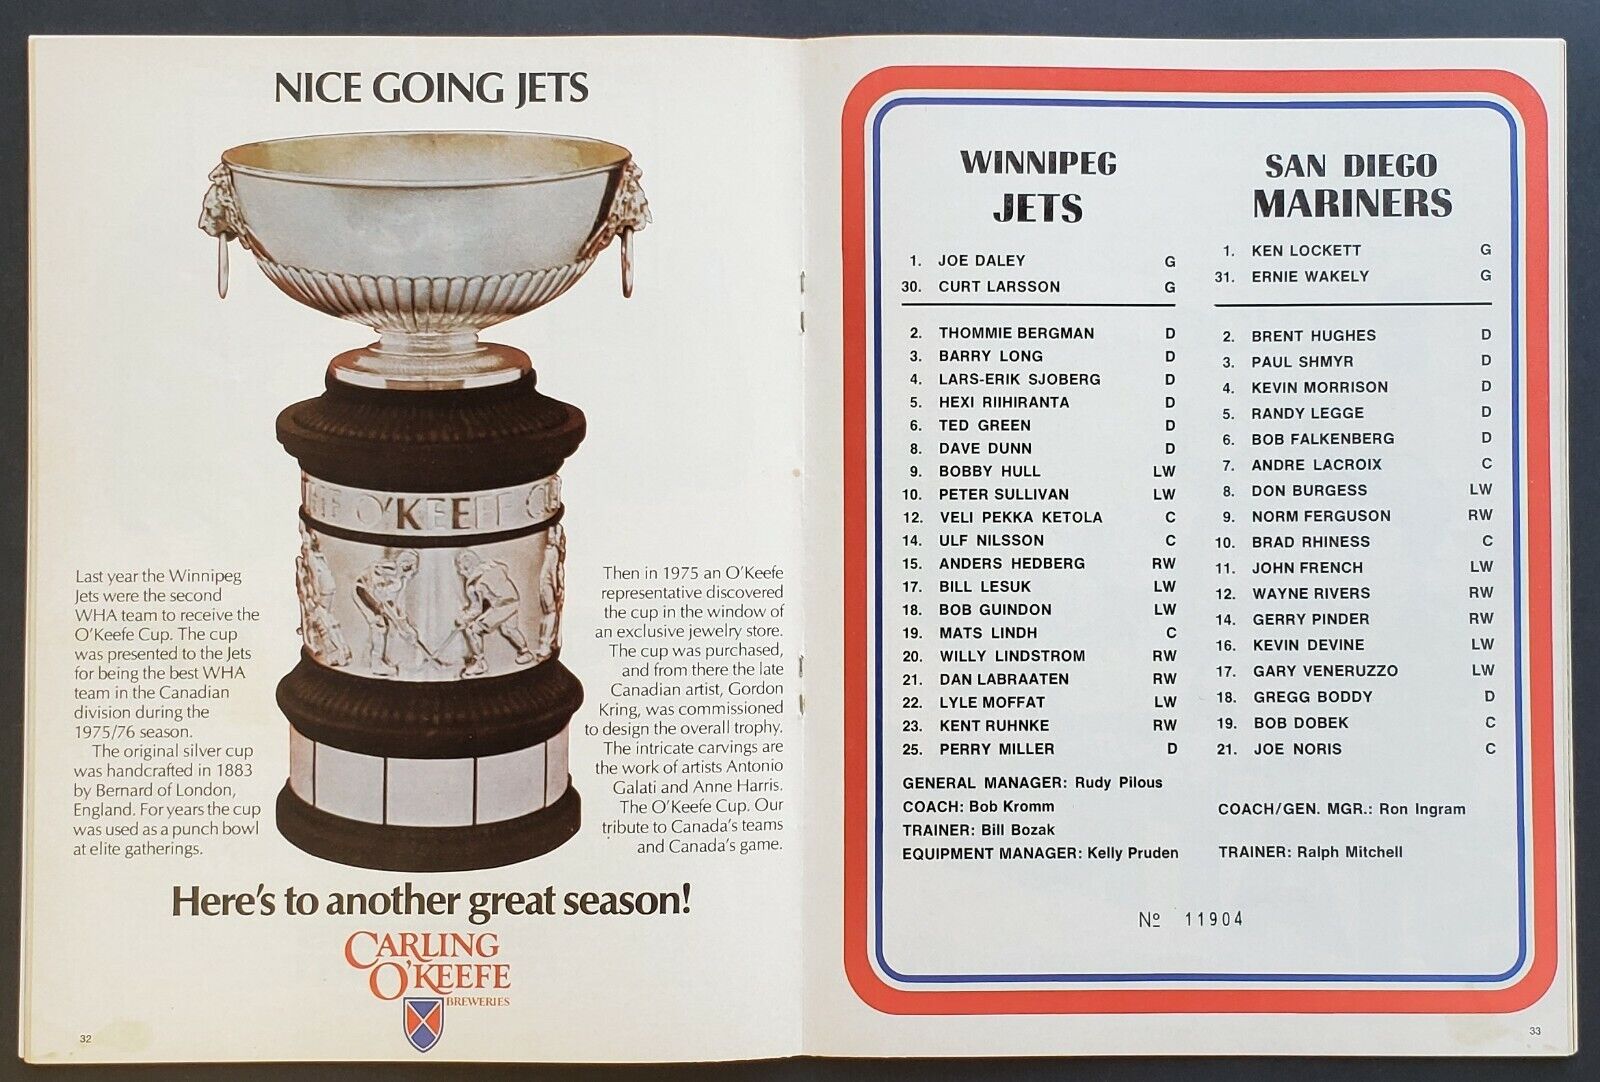 NICE GOING JETS
THE O'KEEFE CU
Last year the Winnipeg
Jets were the second
WHA team to receive the
O'Keefe Cup. The cup
was presented to the Jets
for being the best WHA
team in the Canadian
division during the
1975/76 season.
The original silver cup
was handcrafted in 1883
by Bernard of London,
England. For years the cup
was used as a punch bowl
at elite gatherings.
Then in 1975 an O'Keefe
representative discovered
the cup in the window of
an exclusive jewelry store.
The cup was purchased,
and from there the late
Canadian artist, Gordon
Kring, was commissioned
to design the overall trophy.
The intricate carvings are
the work of artists Antonio
Galati and Anne Harris.
The O'Keefe Cup. Our
tribute to Canada's teams
and Canada's game.
Here's to another great season!
CARLING
O'KEEFE
BREWERIES
32
WINNIPEG
JETS
1. JOE DALEY G
30. CURT LARSSON G
2. THOMMIE BERGMAN D
3. BARRY LONG D
4. LARS-ERIK SJOBERG D
5. HEXI RIIHIRANTA D
6. TED GREEN D
8. DAVE DUNN D
9. BOBBY HULL LW
10. PETER SULLIVAN LW
12. VELI PEKKA KETOLA C
14. ULF NILSSON C
15. ANDERS HEDBERG RW
17. BILL LESUK LW
18. BOB GUINDON LW
19. MATS LINDH C
20. WILLY LINDSTROM RW
21. DAN LABRAATEN RW
22. LYLE MOFFAT LW
23. KENT RUHNKE RW
25. PERRY MILLER D
GENERAL MANAGER: Rudy Pilous
COACH: Bob Kromm
TRAINER: Bill Bozak
EQUIPMENT MANAGER: Kelly Pruden
SAN DIEGO
MARINERS
1. KEN LOCKETT G
31. ERNIE WAKELY G
2. BRENT HUGHES D
3. PAUL SHMYR D
4. KEVIN MORRISON D
5. RANDY LEGGE D
6. BOB FALKENBERG D
7. ANDRE LACROIX C
8. DON BURGESS LW
9. NORM FERGUSON RW
10. BRAD RHINESS C
11. JOHN FRENCH LW
12. WAYNE RIVERS RW
14. GERRY PINDER RW
16. KEVIN DEVINE LW
17. GARY VENERUZZO LW
18. GREGG BODDY D
19. BOB DOBEK C
21. JOE NORIS C
COACH/GEN. MGR.: Ron Ingram
TRAINER: Ralph Mitchell
Nº 11904
33